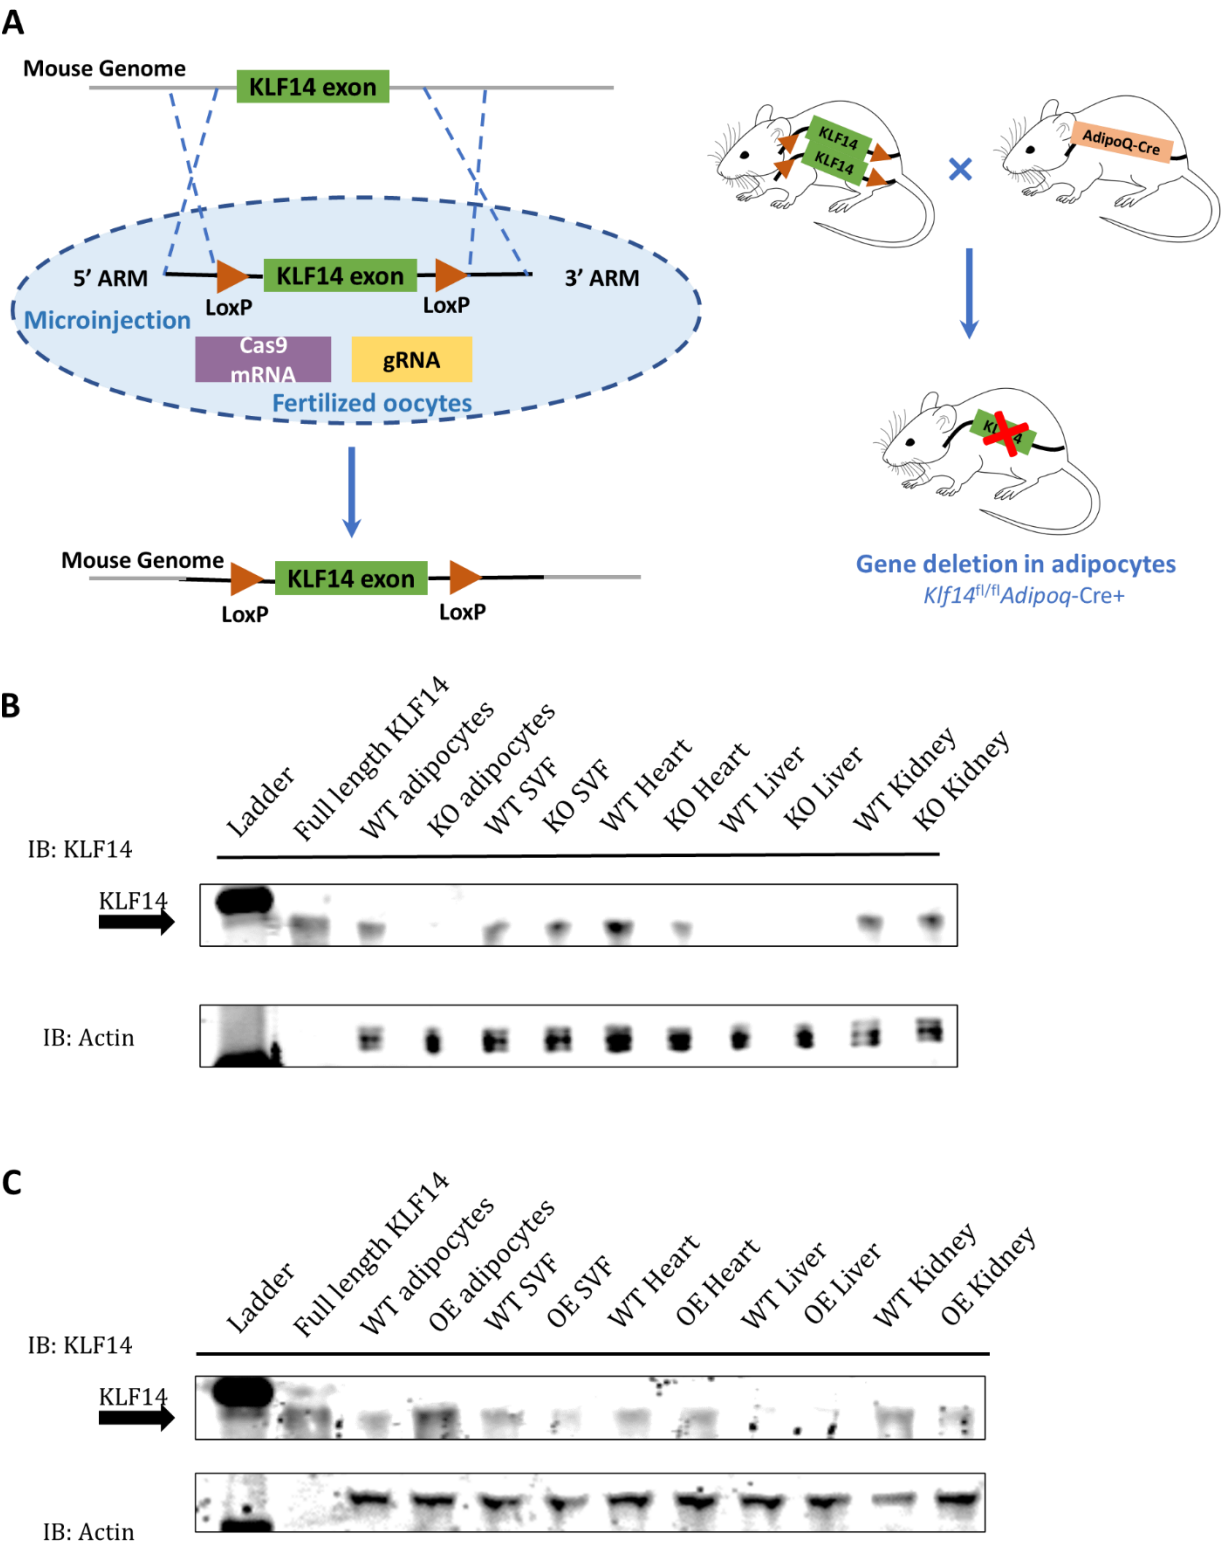 A
Mouse Genome
KLF14 exon
KLF14
KLF14
AdipoQ-Cre
×
5’ ARM
KLF14 exon
3’ ARM
LoxP
LoxP
Microinjection
Cas9
mRNA
gRNA
Fertilized oocytes
KLF14
Mouse Genome
KLF14 exon
LoxP
LoxP
Gene deletion in adipocytes
Klf14fl/flAdipoq-Cre+
B
Ladder
Full length KLF14
WT adipocytes
KO adipocytes
WT SVF
KO SVF
WT Heart
KO Heart
WT Liver
KO Liver
WT Kidney
KO Kidney
IB: KLF14
KLF14
IB: Actin
C
Ladder
Full length KLF14
WT adipocytes
OE adipocytes
WT SVF
OE SVF
WT Heart
OE Heart
WT Liver
OE Liver
WT Kidney
OE Kidney
IB: KLF14
KLF14
IB: Actin